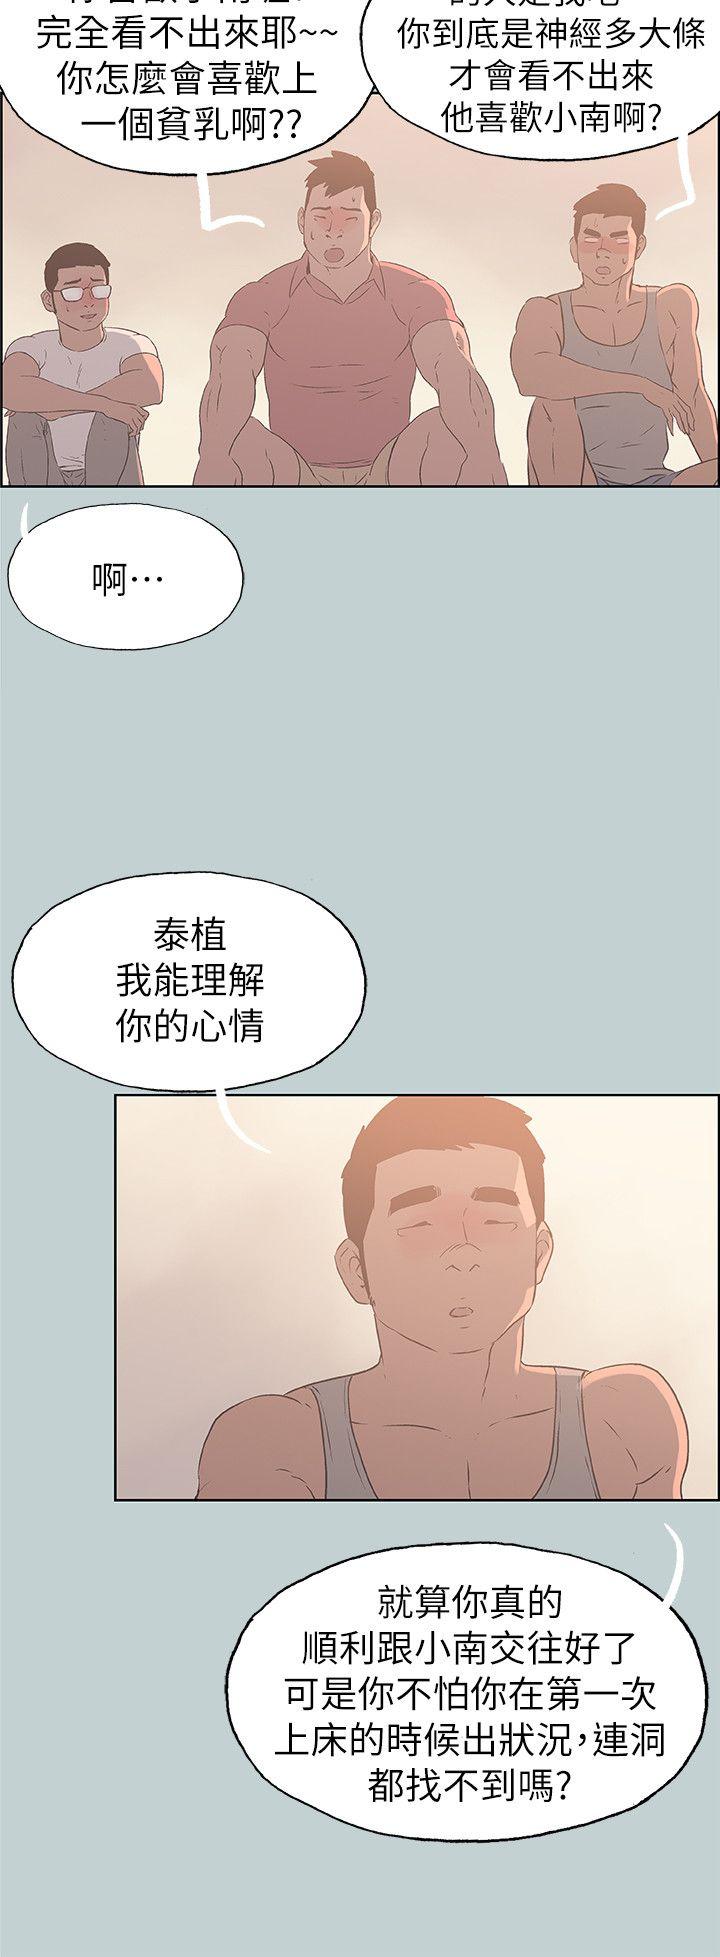 完全看不出來耶~~
你怎麼會喜歡上
一個貧乳啊??
你到底是神經多大條
才會看不出來
他喜歡小南啊?
啊⋯
泰植
我能理解
你的心情
就算你真的
順利跟小南交往好了
可是你不怕你在第一次
上床的時候出狀況，連洞
都找不到嗎?